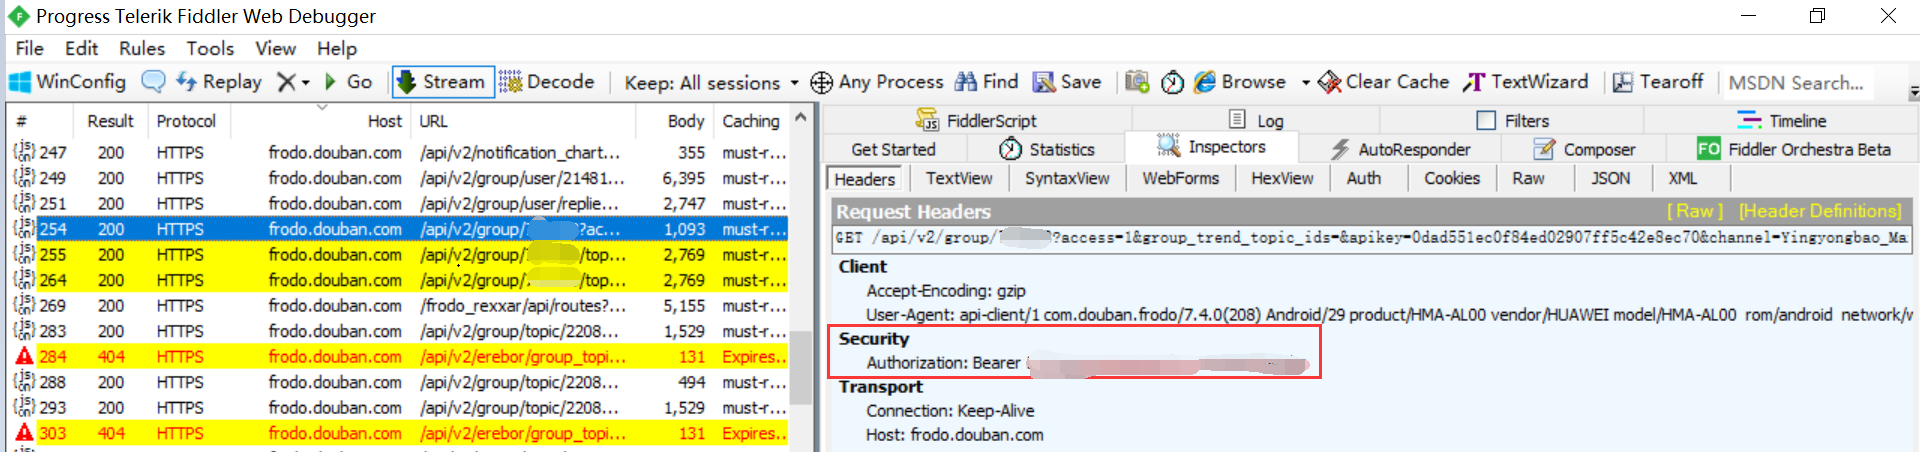 Progress Telerik Fiddler Web Debugger
File Edit Rules Tools View Help
WinConfig Replay Go Stream Decode Keep: All sessions Any Process Find Save Browse Clear Cache TextWizard Tearoff MSDN Search...
# Result Protocol Host URL Body Caching
247 200 HTTPS frodo.douban.com /api/v2/notification_chart... 355 must-r...
249 200 HTTPS frodo.douban.com /api/v2/group/user/21481... 6,395 must-r...
251 200 HTTPS frodo.douban.com /api/v2/group/user/replie... 2,747 must-r...
254 200 HTTPS frodo.douban.com /api/v2/group/ ?ac... 1,093 must-r...
255 200 HTTPS frodo.douban.com /api/v2/group/ /top... 2,769 must-r...
264 200 HTTPS frodo.douban.com /api/v2/group/ /top... 2,769 must-r...
269 200 HTTPS frodo.douban.com /frodo_rexxar/api/routes?... 5,155 must-r...
283 200 HTTPS frodo.douban.com /api/v2/group/topic/2208... 1,529 must-r...
284 404 HTTPS frodo.douban.com /api/v2/erebor/group_topi... 131 Expires...
288 200 HTTPS frodo.douban.com /api/v2/group/topic/2208... 494 must-r...
293 200 HTTPS frodo.douban.com /api/v2/group/topic/2208... 1,529 must-r...
303 404 HTTPS frodo.douban.com /api/v2/erebor/group_topi... 131 Expires...
FiddlerScript Log Filters Timeline
Get Started Statistics Inspectors AutoResponder Composer FO Fiddler Orchestra Beta
Headers TextView SyntaxView WebForms HexView Auth Cookies Raw JSON XML
Request Headers [ Raw ] [Header Definitions]
GET /api/v2/group/ ?access=1&group_trend_topic_ids=&apikey=0dad551ec0f84ed02907ff5c42e8ec70&channel=Yingyongbao_Ma
Client
Accept-Encoding: gzip
User-Agent: api-client/1 com.douban.frodo/7.4.0(208) Android/29 product/HMA-AL00 vendor/HUAWEI model/HMA-AL00 rom/android network/w
Security
Authorization: Bearer
Transport
Connection: Keep-Alive
Host: frodo.douban.com